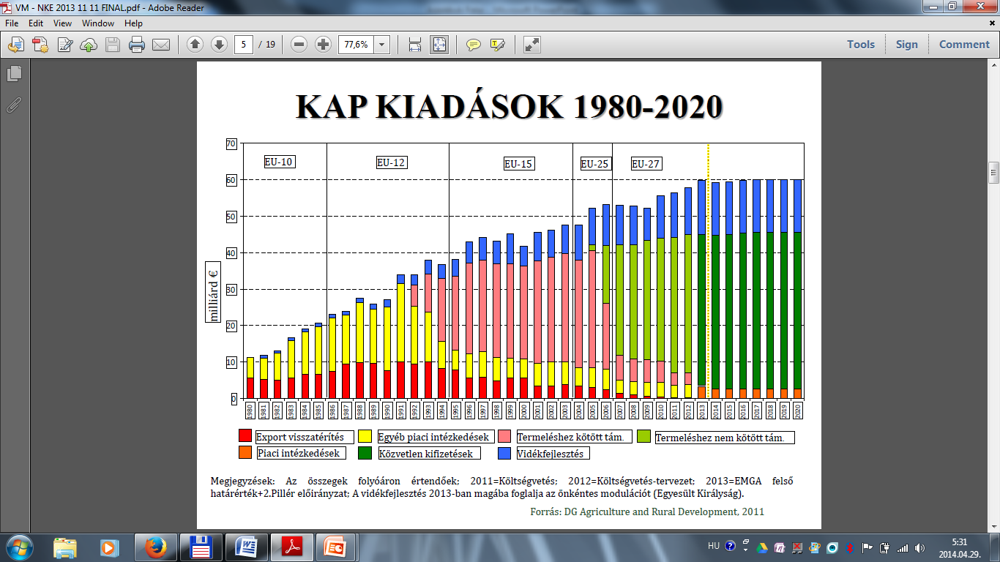 VM - NKE 2013 11 11 FINAL.pdf - Adobe Reader
File Edit View Window Help
5 / 19 77,6% Tools Sign Comment
KAP KIADÁSOK 1980-2020
70
60
50
40
30
20
10
0
milliárd €
EU-10 EU-12 EU-15 EU-25 EU-27
1980 1981 1982 1983 1984 1985 1986 1987 1988 1989 1990 1991 1992 1993 1994 1995 1996 1997 1998 1999 2000 2001 2002 2003 2004 2005 2006 2007 2008 2009 2010 2011 2012 2013 2014 2015 2016 2017 2018 2019 2020
Export visszatérítés Egyéb piaci intézkedések Termeléshez kötött tám. Termeléshez nem kötött tám.
Piaci intézkedések Közvetlen kifizetések Vidékfejlesztés
Megjegyzések: Az összegek folyóáron értendőek; 2011=Költségvetés; 2012=Költségvetés-tervezet; 2013=EMGA felső
határérték+2.Pillér előirányzat; A vidékfejlesztés 2013-ban magába foglalja az önkéntes modulációt (Egyesült Királyság).
Forrás: DG Agriculture and Rural Development, 2011
HU 5:31
2014.04.29.